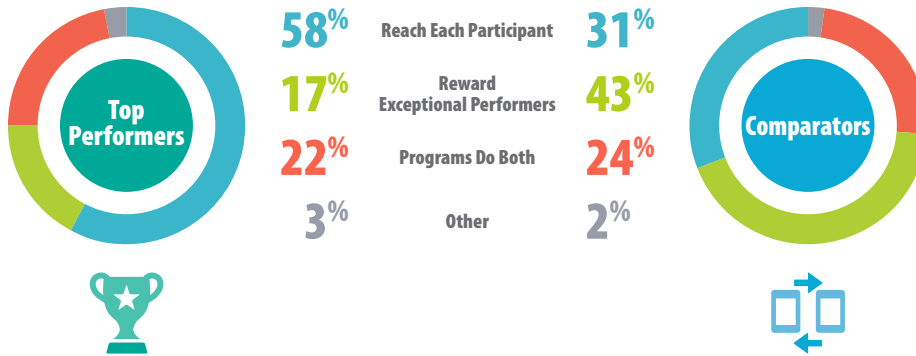 Top
Performers
58% Reach Each Participant 31%
17% Reward
Exceptional Performers 43%
22% Programs Do Both 24%
3% Other 2%
Comparators